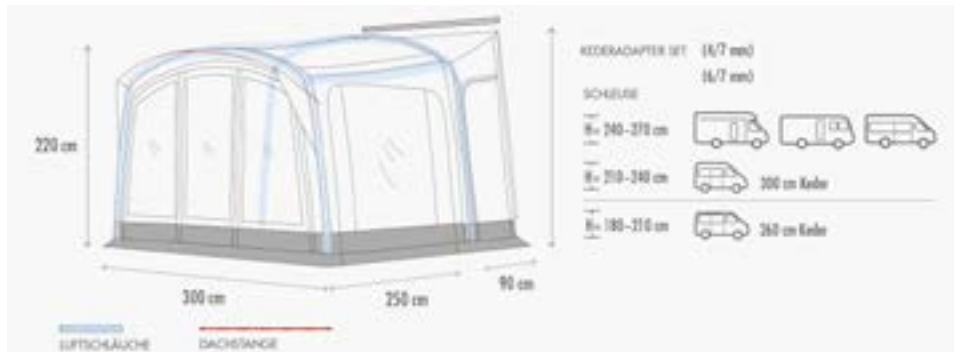 KEDERADAPTER SET (4/7 mm)
(6/7 mm)
SCHLEUSE
H= 240–270 cm
H= 210–240 cm 300 cm Keder
H= 180–210 cm 260 cm Keder
220 cm
300 cm
250 cm
90 cm
LUFTSCHLÄUCHE
DACHSTANGE